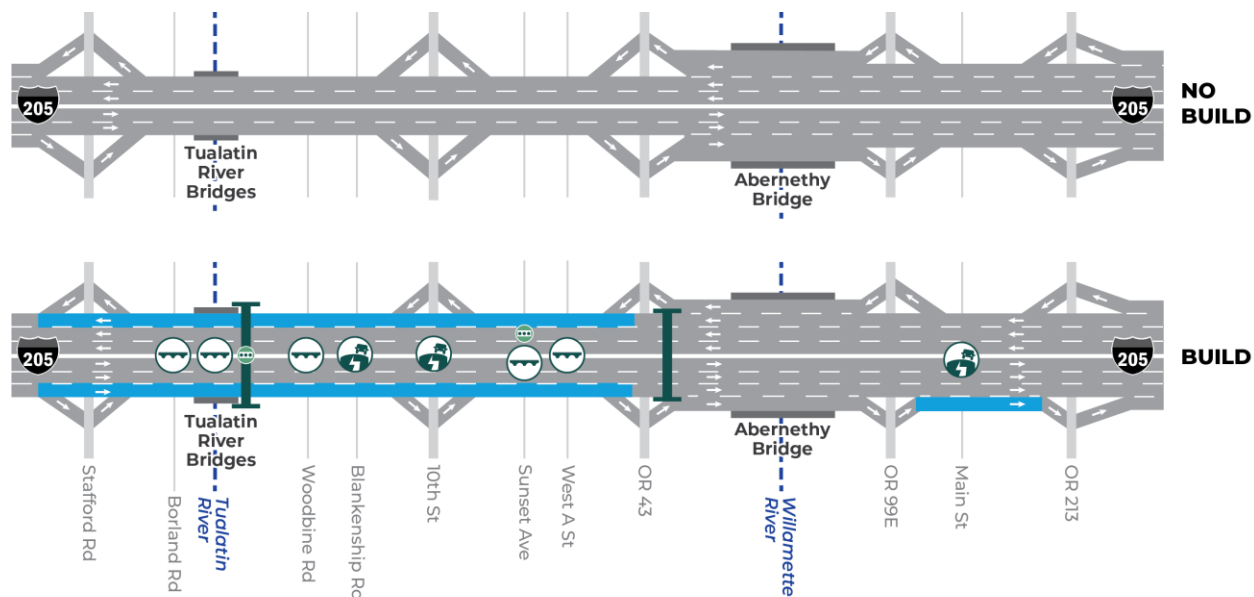 205
205
NO
BUILD
Tualatin
River
Bridges
Abernethy
Bridge
205
205
BUILD
Tualatin
River
Bridges
Abernethy
Bridge
Stafford Rd
Borland Rd
Tualatin
River
Woodbine Rd
Blankenship Rd
10th St
Sunset Ave
West A St
OR 43
Willamette
River
OR 99E
Main St
OR 213